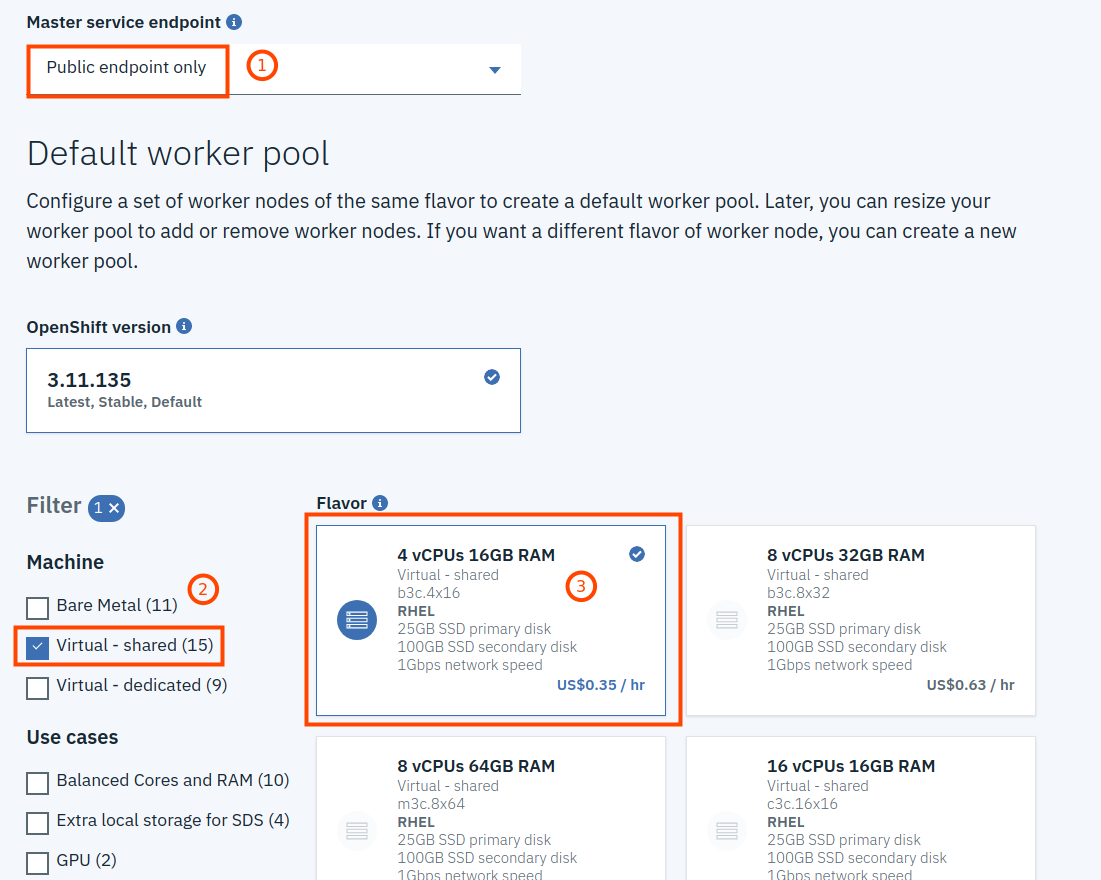 Master service endpoint
Public endpoint only
1
Default worker pool
Configure a set of worker nodes of the same flavor to create a default worker pool. Later, you can resize your
worker pool to add or remove worker nodes. If you want a different flavor of worker node, you can create a new
worker pool.
OpenShift version
3.11.135
Latest, Stable, Default
Filter 1 ×
Machine
2
Bare Metal (11)
Virtual - shared (15)
Virtual - dedicated (9)
Use cases
Balanced Cores and RAM (10)
Extra local storage for SDS (4)
GPU (2)
Flavor
4 vCPUs 16GB RAM
Virtual - shared
3
b3c.4x16
RHEL
25GB SSD primary disk
100GB SSD secondary disk
1Gbps network speed
US$0.35 / hr
8 vCPUs 32GB RAM
Virtual - shared
b3c.8x32
RHEL
25GB SSD primary disk
100GB SSD secondary disk
1Gbps network speed
US$0.63 / hr
8 vCPUs 64GB RAM
Virtual - shared
m3c.8x64
RHEL
25GB SSD primary disk
100GB SSD secondary disk
1Gbps network speed
16 vCPUs 16GB RAM
Virtual - shared
c3c.16x16
RHEL
25GB SSD primary disk
100GB SSD secondary disk
1Gbps network speed